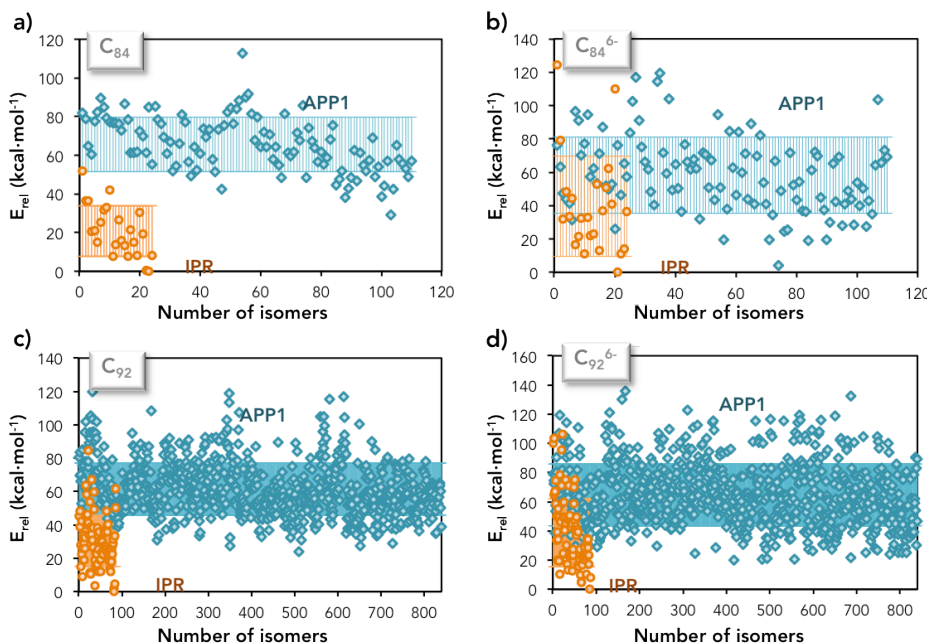 a)
C84
Erel (kcal·mol-1)
120
100
80
60
40
20
0
APP1
IPR
0 20 40 60 80 100 120
Number of isomers
b)
C84 6-
Erel (kcal·mol-1)
140
120
100
80
60
40
20
0
APP1
IPR
0 20 40 60 80 100 120
Number of isomers
c)
C92
Erel (kcal·mol-1)
140
120
100
80
60
40
20
0
APP1
IPR
0 100 200 300 400 500 600 700 800
Number of isomers
d)
C92 6-
Erel (kcal·mol-1)
160
140
120
100
80
60
40
20
0
APP1
IPR
0 100 200 300 400 500 600 700 800
Number of isomers